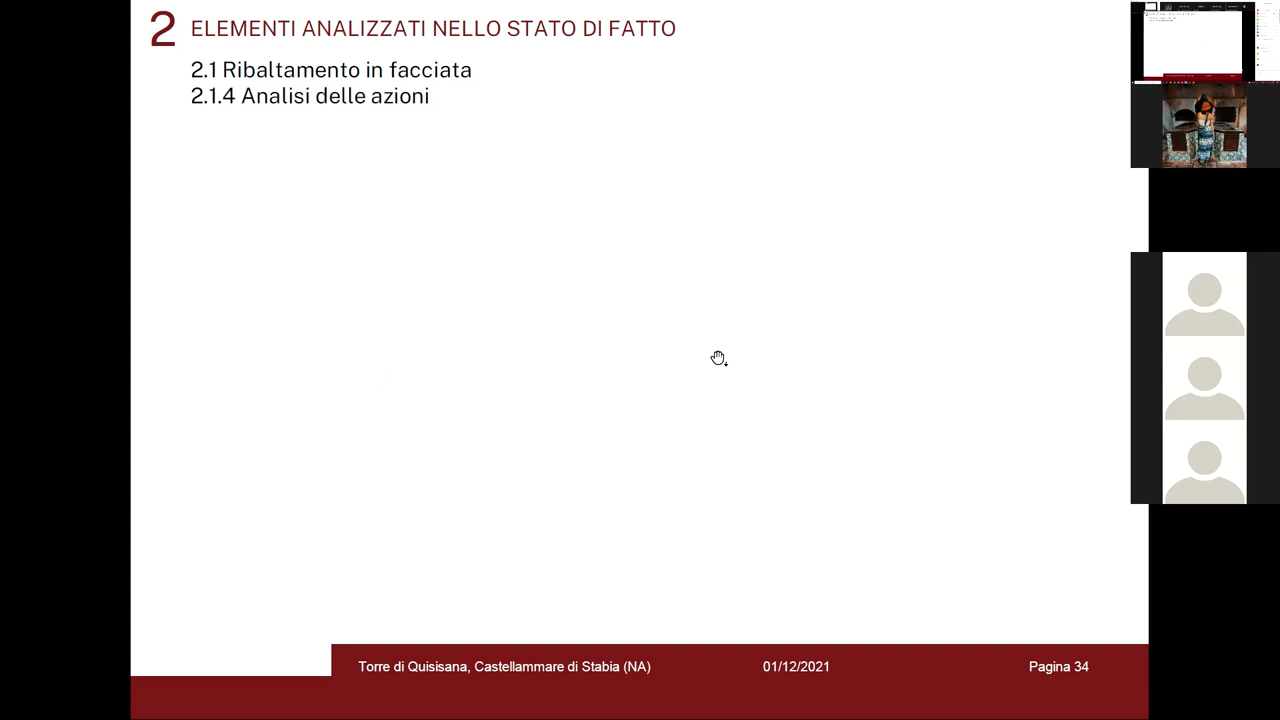 2 ELEMENTI ANALIZZATI NELLO STATO DI FATTO
2.1 Ribaltamento in facciata
2.1.4 Analisi delle azioni
Torre di Quisisana, Castellammare di Stabia (NA) 01/12/2021 Pagina 34